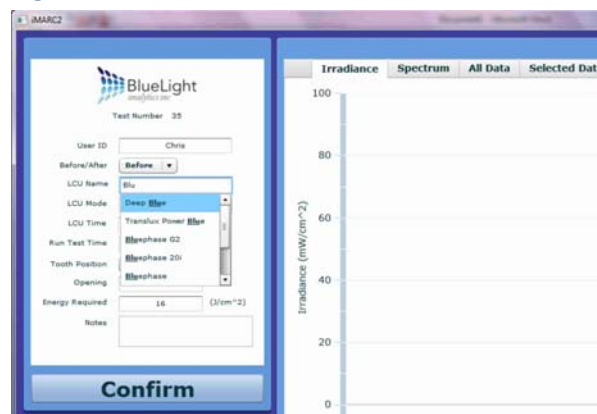 iMARC2
BlueLight
analytics inc
Test Number 35
User ID Chris
Before/After Before
LCU Name Blu
LCU Mode Deep Blue
LCU Time Translux Power Blue
Run Test Time Bluephase G2
Bluephase 20i
Tooth Position
Bluephase
Opening
Energy Required 16 (J/cm^2)
Notes
Confirm
Irradiance Spectrum All Data Selected Dat
Irradiance (mW/cm^2)
100
80
60
40
20
0